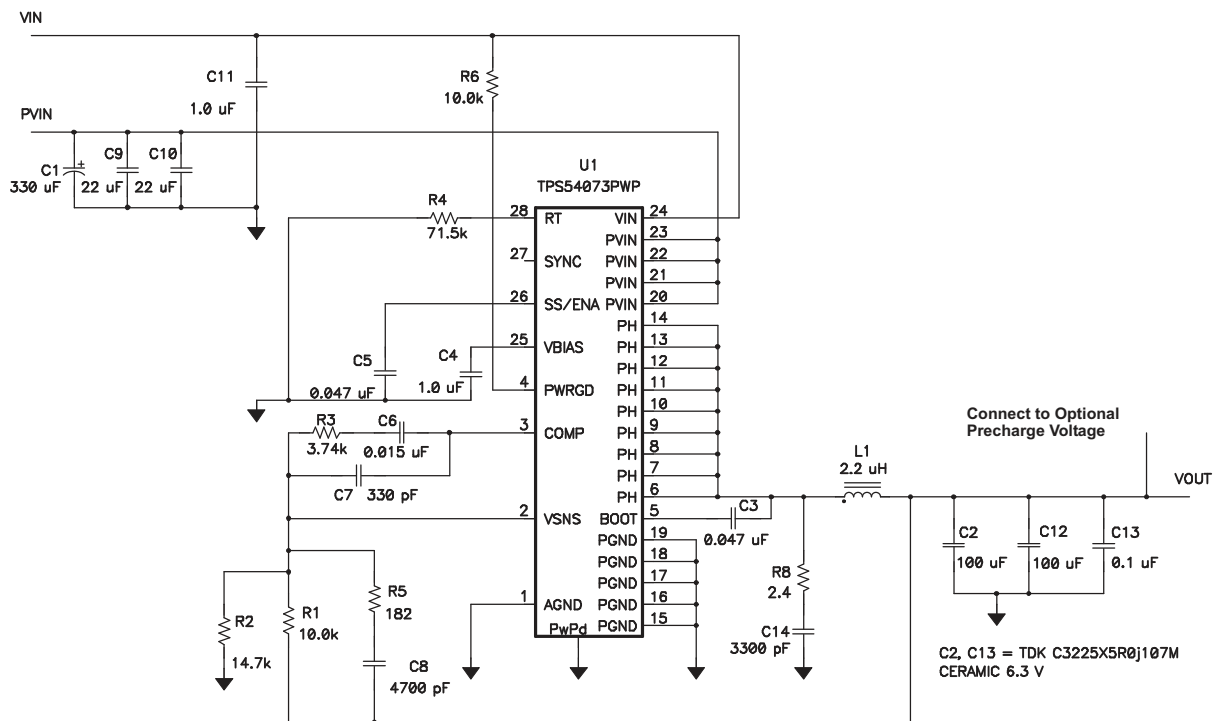 VIN
C11
1.0 uF
R6
10.0k
PVIN
C1
+
330 uF
C9
22 uF
C10
22 uF
U1
TPS54073PWP
R4
71.5k
28 RT
27 SYNC
26 SS/ENA
25 VBIAS
4 PWRGD
3 COMP
2 VSNS
1 AGND
PwPd
VIN 24
PVIN 23
PVIN 22
PVIN 21
PVIN 20
PH 14
PH 13
PH 12
PH 11
PH 10
PH 9
PH 8
PH 7
PH 6
BOOT 5
PGND 19
PGND 18
PGND 17
PGND 16
PGND 15
C5
0.047 uF
C4
1.0 uF
R3
3.74k
C6
0.015 uF
C7
330 pF
R2
14.7k
R1
10.0k
R5
182
C8
4700 pF
C3
0.047 uF
R8
2.4
C14
3300 pF
L1
2.2 uH
Connect to Optional
Precharge Voltage
VOUT
C2
100 uF
C12
100 uF
C13
0.1 uF
C2, C13 = TDK C3225X5R0j107M
CERAMIC 6.3 V